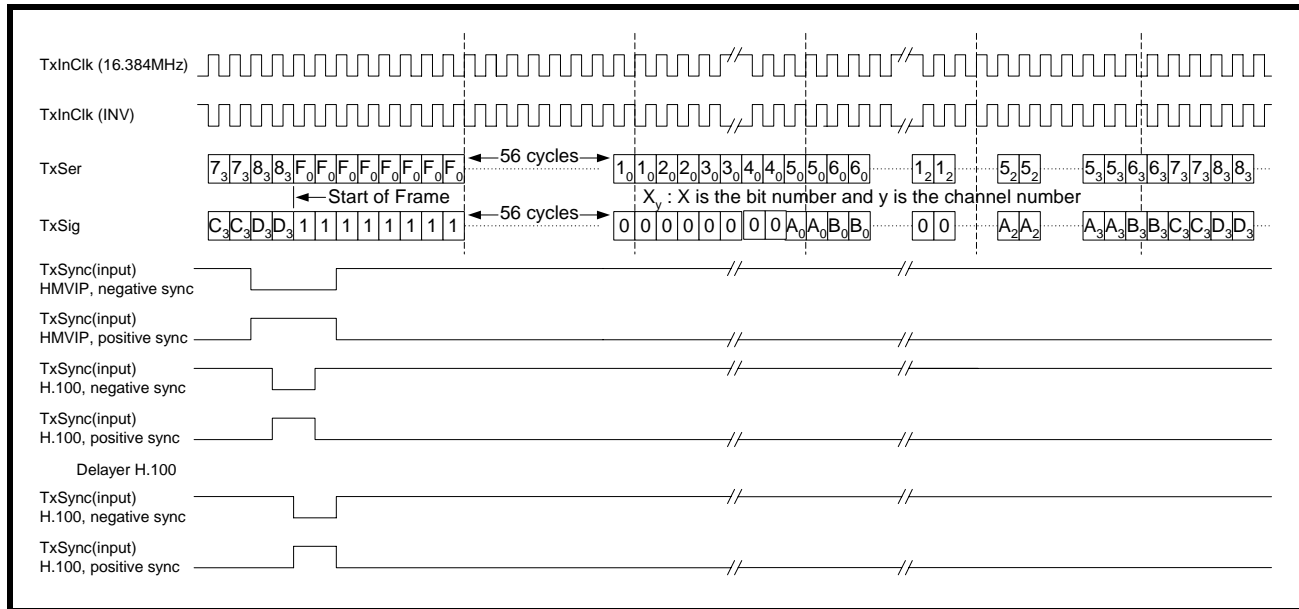 TxInClk (16.384MHz)
TxInClk (INV)
TxSer
7₃ 7₃ 8₃ 8₃ F₀ F₀ F₀ F₀ F₀ F₀ F₀ F₀ 56 cycles 1₀ 1₀ 2₀ 2₀ 3₀ 3₀ 4₀ 4₀ 5₀ 5₀ 6₀ 6₀ 1₂ 1₂ 5₂ 5₂ 5₃ 5₃ 6₃ 6₃ 7₃ 7₃ 8₃ 8₃
Start of Frame X_y : X is the bit number and y is the channel number
TxSig
C₃ C₃ D₃ D₃ 1 1 1 1 1 1 1 1 56 cycles 0 0 0 0 0 0 0 0 A₀ A₀ B₀ B₀ 0 0 A₂ A₂ A₃ A₃ B₃ B₃ C₃ C₃ D₃ D₃
TxSync(input)
HMVIP, negative sync
TxSync(input)
HMVIP, positive sync
TxSync(input)
H.100, negative sync
TxSync(input)
H.100, positive sync
Delayer H.100
TxSync(input)
H.100, negative sync
TxSync(input)
H.100, positive sync